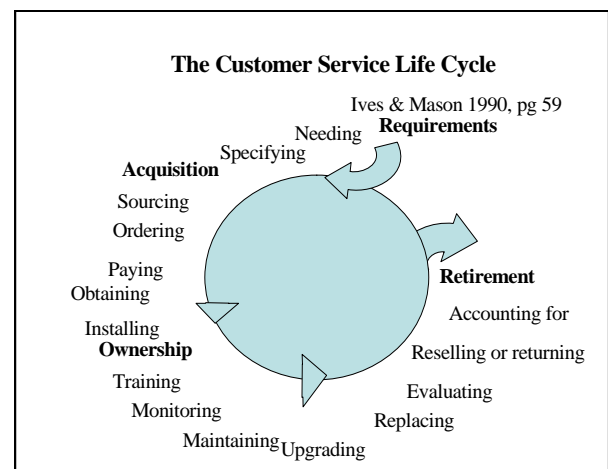 The Customer Service Life Cycle
Ives & Mason 1990, pg 59
Requirements
Needing
Specifying
Acquisition
Sourcing
Ordering
Paying
Obtaining
Installing
Ownership
Training
Monitoring
Maintaining
Upgrading
Replacing
Evaluating
Reselling or returning
Accounting for
Retirement